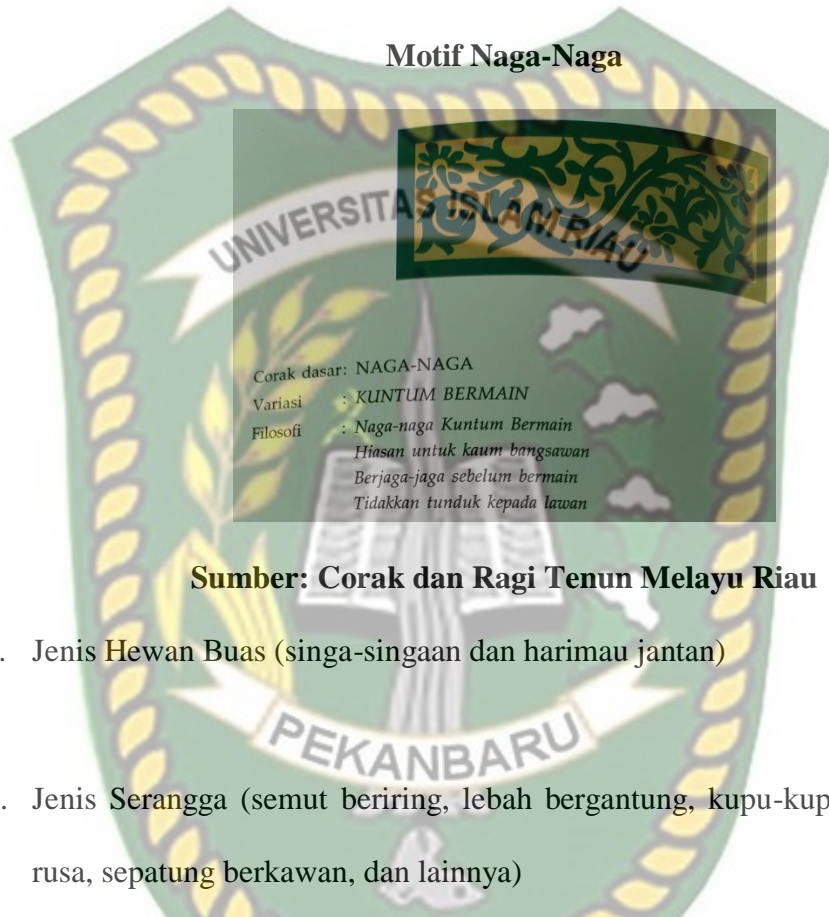 Motif Naga-Naga
UNIVERSITAS ISLAM RIAU
Corak dasar: NAGA-NAGA
Variasi : KUNTUM BERMAIN
Filosofi : Naga-naga Kuntum Bermain
Hiasan untuk kaum bangsawan
Berjaga-jaga sebelum bermain
Tidakkan tunduk kepada lawan
Sumber: Corak dan Ragi Tenun Melayu Riau
. Jenis Hewan Buas (singa-singaan dan harimau jantan)
PEKANBARU
. Jenis Serangga (semut beriring, lebah bergantung, kupu-kup
rusa, sepatung berkawan, dan lainnya)